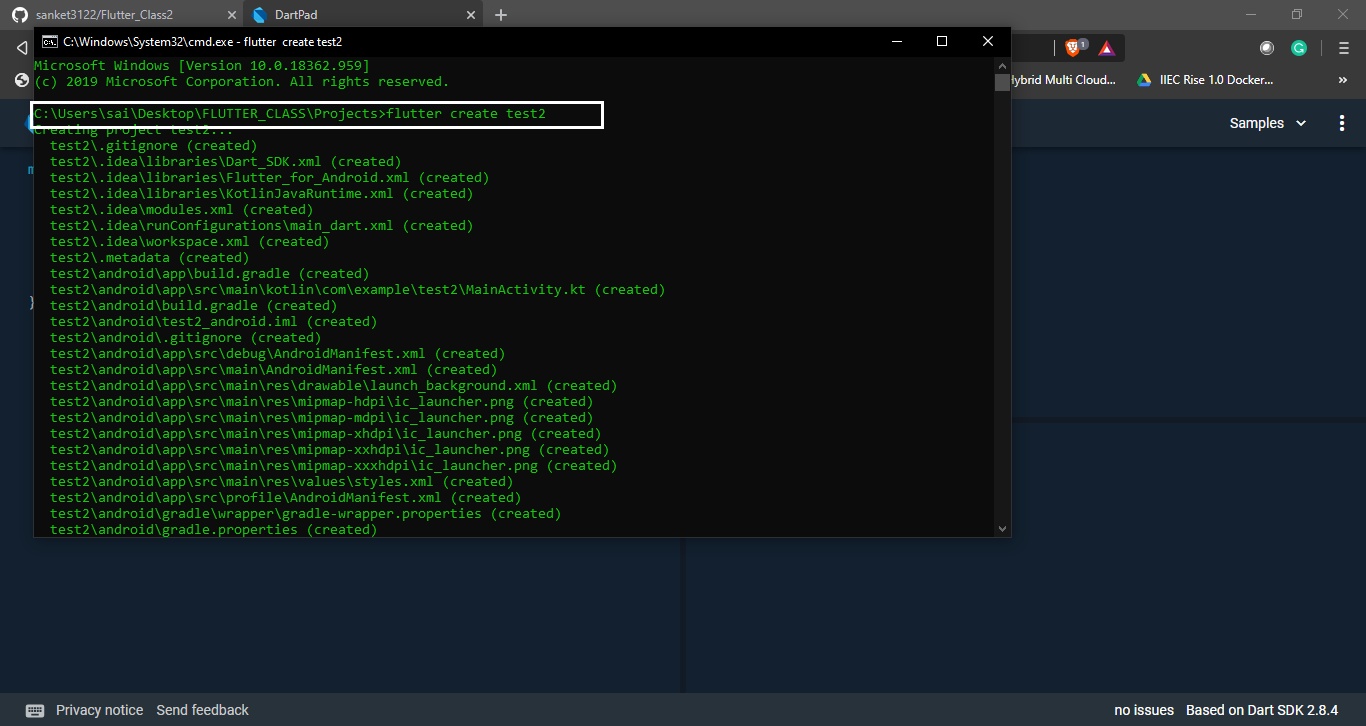 sanket3122/Flutter_Class2
DartPad
C:\Windows\System32\cmd.exe - flutter  create test2
1
Microsoft Windows [Version 10.0.18362.959]
(c) 2019 Microsoft Corporation. All rights reserved.
Hybrid Multi Cloud...
IIEC Rise 1.0 Docker...
C:\Users\sai\Desktop\FLUTTER_CLASS\Projects>flutter create test2
Samples
Creating project test2...
test2\.gitignore (created)
test2\.idea\libraries\Dart_SDK.xml (created)
test2\.idea\libraries\Flutter_for_Android.xml (created)
test2\.idea\libraries\KotlinJavaRuntime.xml (created)
test2\.idea\modules.xml (created)
test2\.idea\runConfigurations\main_dart.xml (created)
test2\.idea\workspace.xml (created)
test2\.metadata (created)
test2\android\app\build.gradle (created)
test2\android\app\src\main\kotlin\com\example\test2\MainActivity.kt (created)
test2\android\build.gradle (created)
test2\android\test2_android.iml (created)
test2\android\.gitignore (created)
test2\android\app\src\debug\AndroidManifest.xml (created)
test2\android\app\src\main\AndroidManifest.xml (created)
test2\android\app\src\main\res\drawable\launch_background.xml (created)
test2\android\app\src\main\res\mipmap-hdpi\ic_launcher.png (created)
test2\android\app\src\main\res\mipmap-mdpi\ic_launcher.png (created)
test2\android\app\src\main\res\mipmap-xhdpi\ic_launcher.png (created)
test2\android\app\src\main\res\mipmap-xxhdpi\ic_launcher.png (created)
test2\android\app\src\main\res\mipmap-xxxhdpi\ic_launcher.png (created)
test2\android\app\src\main\res\values\styles.xml (created)
test2\android\app\src\profile\AndroidManifest.xml (created)
test2\android\gradle\wrapper\gradle-wrapper.properties (created)
test2\android\gradle.properties (created)
Privacy notice
Send feedback
no issues
Based on Dart SDK 2.8.4